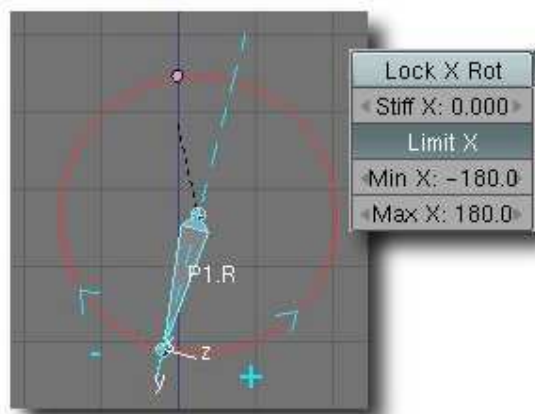 Lock X Rot
Stiff X: 0.000
Limit X
Min X: -180.0
Max X: 180.0
P1.R
z
-
y
+